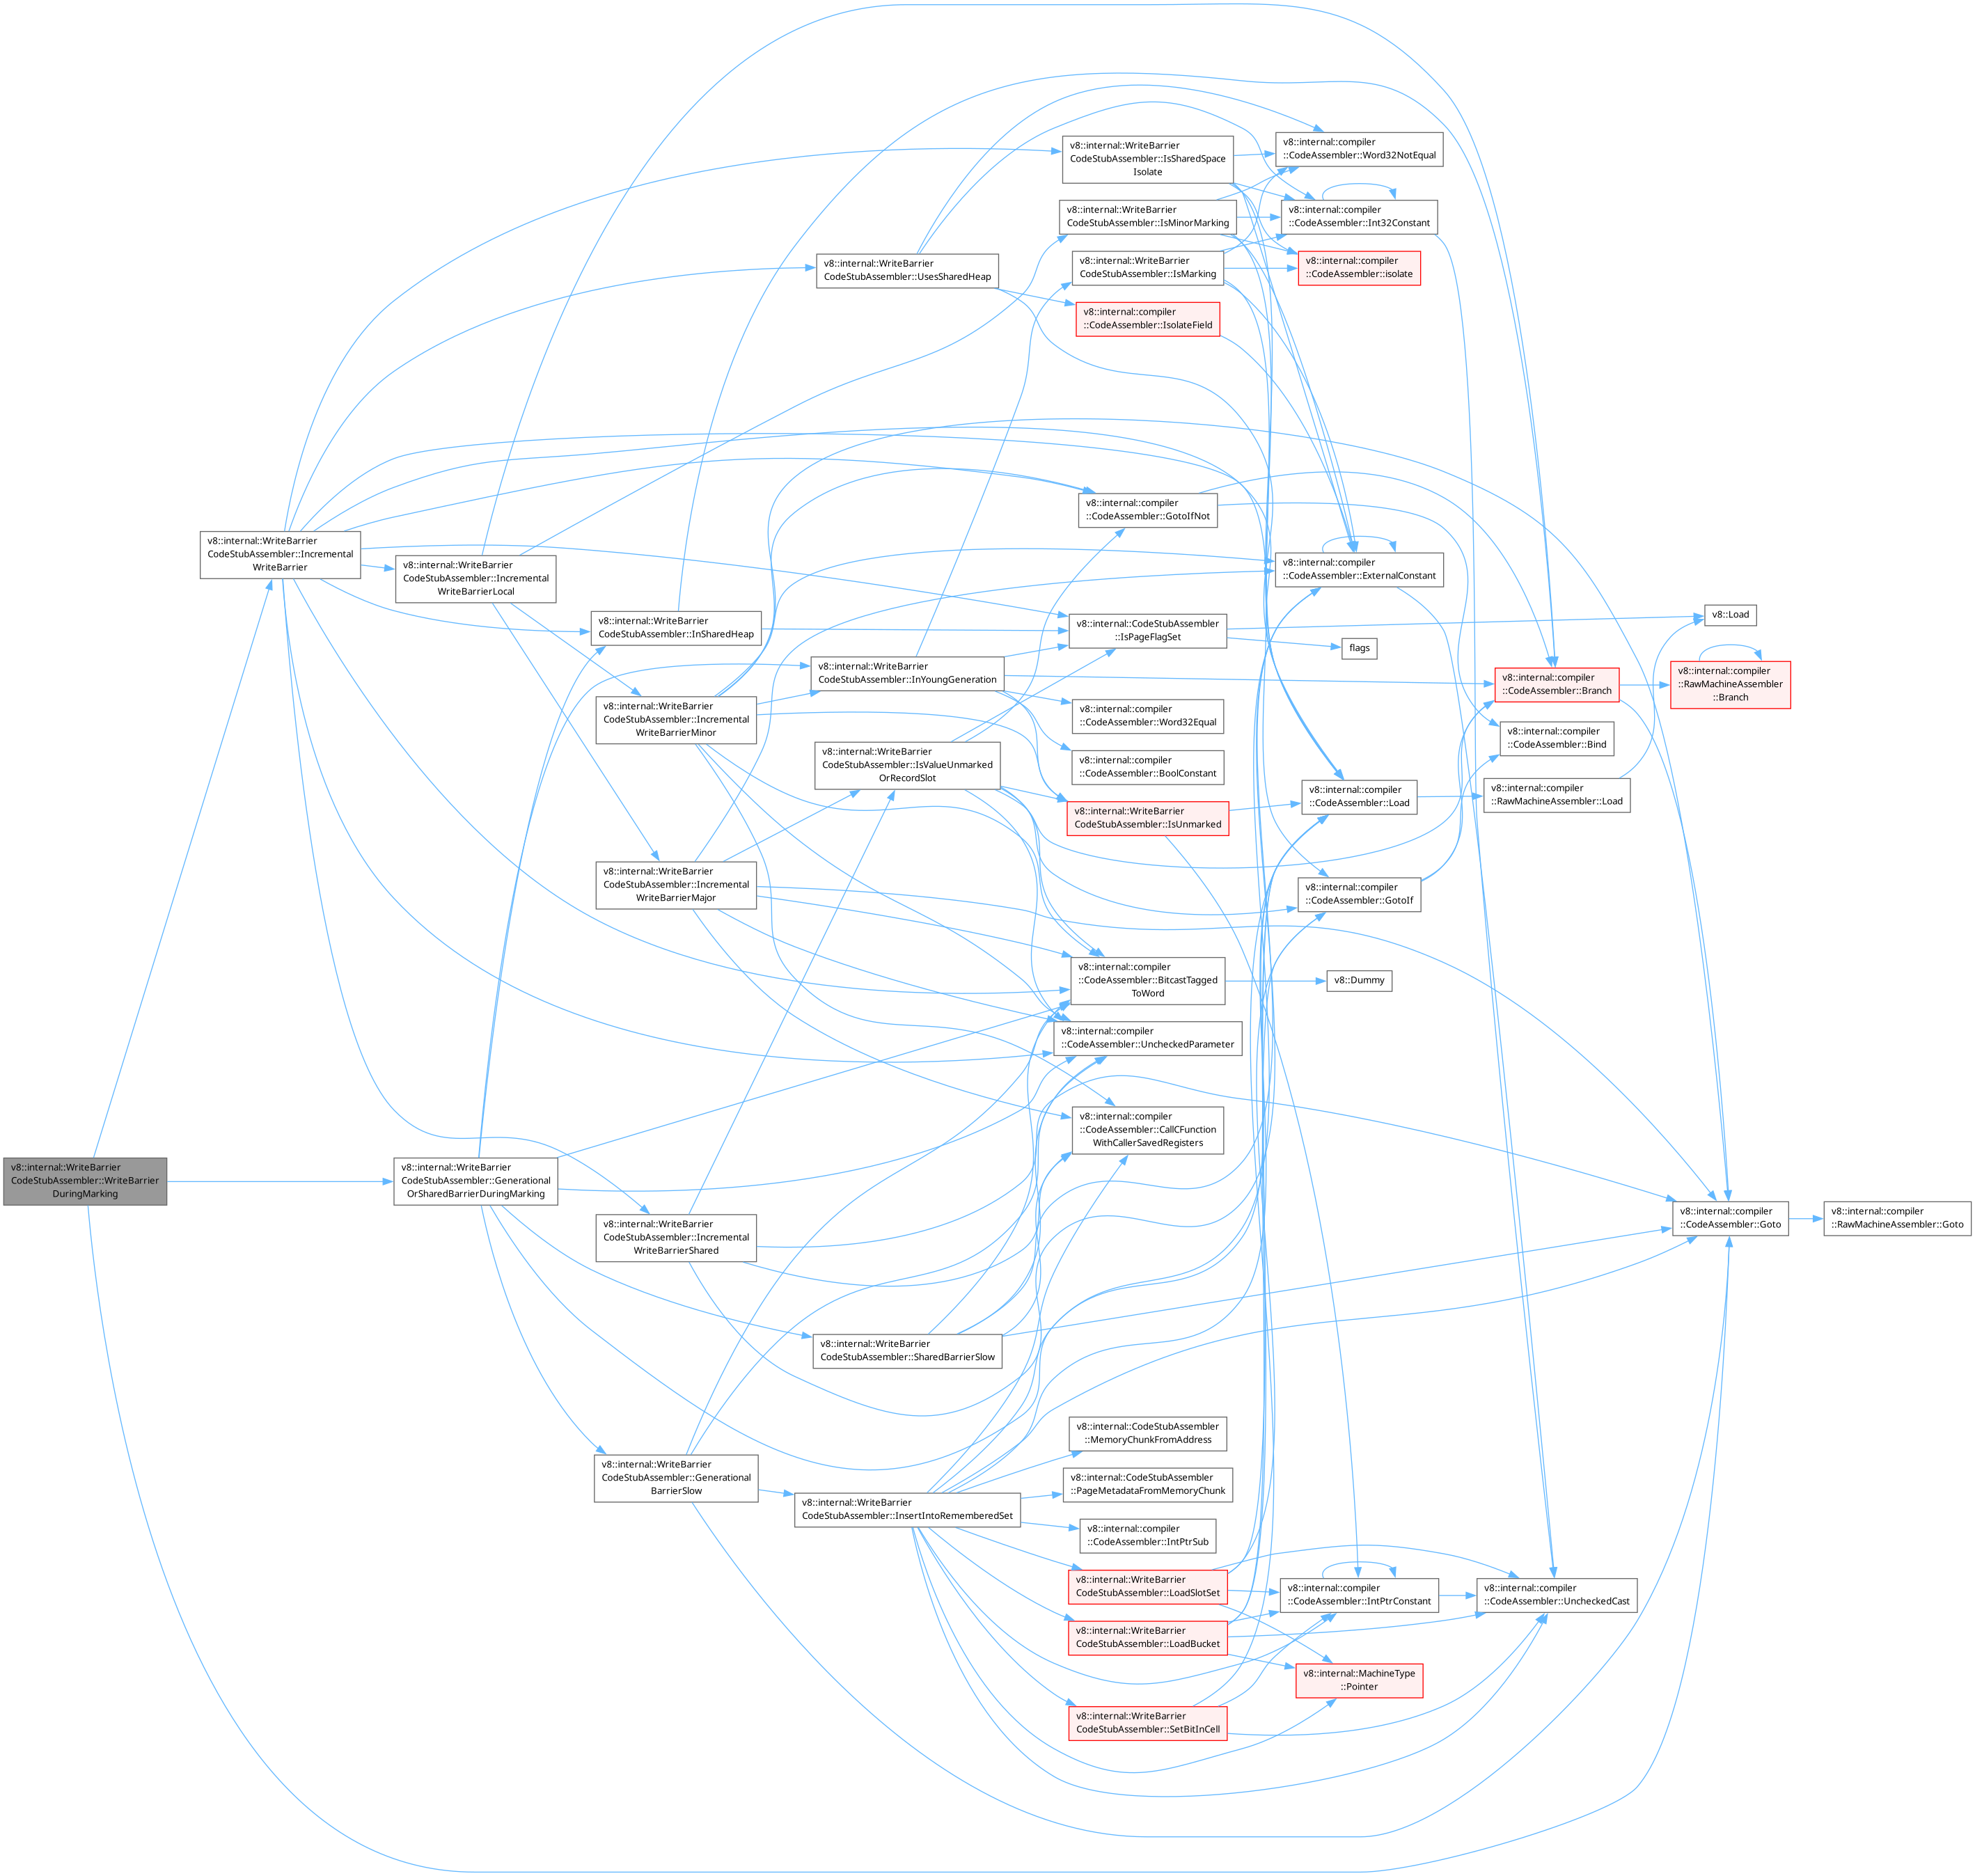 v8::internal::WriteBarrier
CodeStubAssembler::WriteBarrier
DuringMarking
v8::internal::WriteBarrier
CodeStubAssembler::Incremental
WriteBarrier
v8::internal::WriteBarrier
CodeStubAssembler::Generational
OrSharedBarrierDuringMarking
v8::internal::WriteBarrier
CodeStubAssembler::Incremental
WriteBarrierLocal
v8::internal::WriteBarrier
CodeStubAssembler::InSharedHeap
v8::internal::WriteBarrier
CodeStubAssembler::Incremental
WriteBarrierMinor
v8::internal::WriteBarrier
CodeStubAssembler::Incremental
WriteBarrierMajor
v8::internal::WriteBarrier
CodeStubAssembler::Incremental
WriteBarrierShared
v8::internal::WriteBarrier
CodeStubAssembler::Generational
BarrierSlow
v8::internal::WriteBarrier
CodeStubAssembler::UsesSharedHeap
v8::internal::WriteBarrier
CodeStubAssembler::InYoungGeneration
v8::internal::WriteBarrier
CodeStubAssembler::IsValueUnmarked
OrRecordSlot
v8::internal::WriteBarrier
CodeStubAssembler::SharedBarrierSlow
v8::internal::WriteBarrier
CodeStubAssembler::InsertIntoRememberedSet
v8::internal::WriteBarrier
CodeStubAssembler::IsSharedSpace
Isolate
v8::internal::WriteBarrier
CodeStubAssembler::IsMinorMarking
v8::internal::WriteBarrier
CodeStubAssembler::IsMarking
v8::internal::compiler
::CodeAssembler::IsolateField
v8::internal::compiler
::CodeAssembler::GotoIfNot
v8::internal::CodeStubAssembler
::IsPageFlagSet
v8::internal::compiler
::CodeAssembler::Word32Equal
v8::internal::compiler
::CodeAssembler::BoolConstant
v8::internal::WriteBarrier
CodeStubAssembler::IsUnmarked
v8::internal::compiler
::CodeAssembler::BitcastTagged
ToWord
v8::internal::compiler
::CodeAssembler::UncheckedParameter
v8::internal::compiler
::CodeAssembler::CallCFunction
WithCallerSavedRegisters
v8::internal::CodeStubAssembler
::MemoryChunkFromAddress
v8::internal::CodeStubAssembler
::PageMetadataFromMemoryChunk
v8::internal::compiler
::CodeAssembler::IntPtrSub
v8::internal::WriteBarrier
CodeStubAssembler::LoadSlotSet
v8::internal::WriteBarrier
CodeStubAssembler::LoadBucket
v8::internal::WriteBarrier
CodeStubAssembler::SetBitInCell
v8::internal::compiler
::CodeAssembler::Word32NotEqual
v8::internal::compiler
::CodeAssembler::Int32Constant
v8::internal::compiler
::CodeAssembler::isolate
v8::internal::compiler
::CodeAssembler::ExternalConstant
flags
v8::internal::compiler
::CodeAssembler::Load
v8::internal::compiler
::CodeAssembler::GotoIf
v8::Dummy
v8::internal::compiler
::CodeAssembler::IntPtrConstant
v8::internal::MachineType
::Pointer
v8::internal::compiler
::CodeAssembler::Branch
v8::internal::compiler
::CodeAssembler::Bind
v8::internal::compiler
::RawMachineAssembler::Load
v8::internal::compiler
::CodeAssembler::UncheckedCast
v8::Load
v8::internal::compiler
::RawMachineAssembler
::Branch
v8::internal::compiler
::CodeAssembler::Goto
v8::internal::compiler
::RawMachineAssembler::Goto